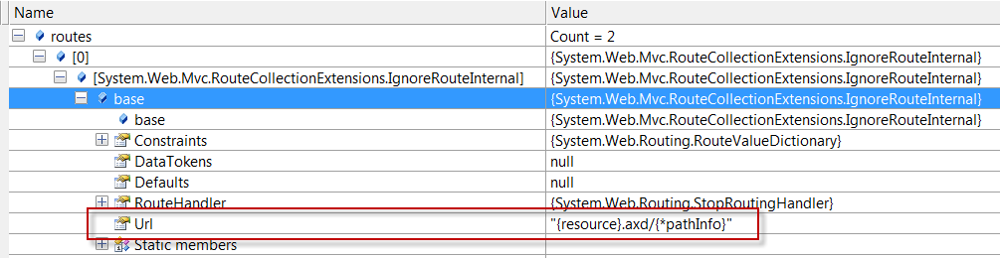 Name Value
routes Count = 2
[0] {System.Web.Mvc.RouteCollectionExtensions.IgnoreRouteInternal}
[System.Web.Mvc.RouteCollectionExtensions.IgnoreRouteInternal] {System.Web.Mvc.RouteCollectionExtensions.IgnoreRouteInternal}
base {System.Web.Mvc.RouteCollectionExtensions.IgnoreRouteInternal}
base {System.Web.Mvc.RouteCollectionExtensions.IgnoreRouteInternal}
Constraints {System.Web.Routing.RouteValueDictionary}
DataTokens null
Defaults null
RouteHandler {System.Web.Routing.StopRoutingHandler}
Url "{resource}.axd/{*pathInfo}"
Static members